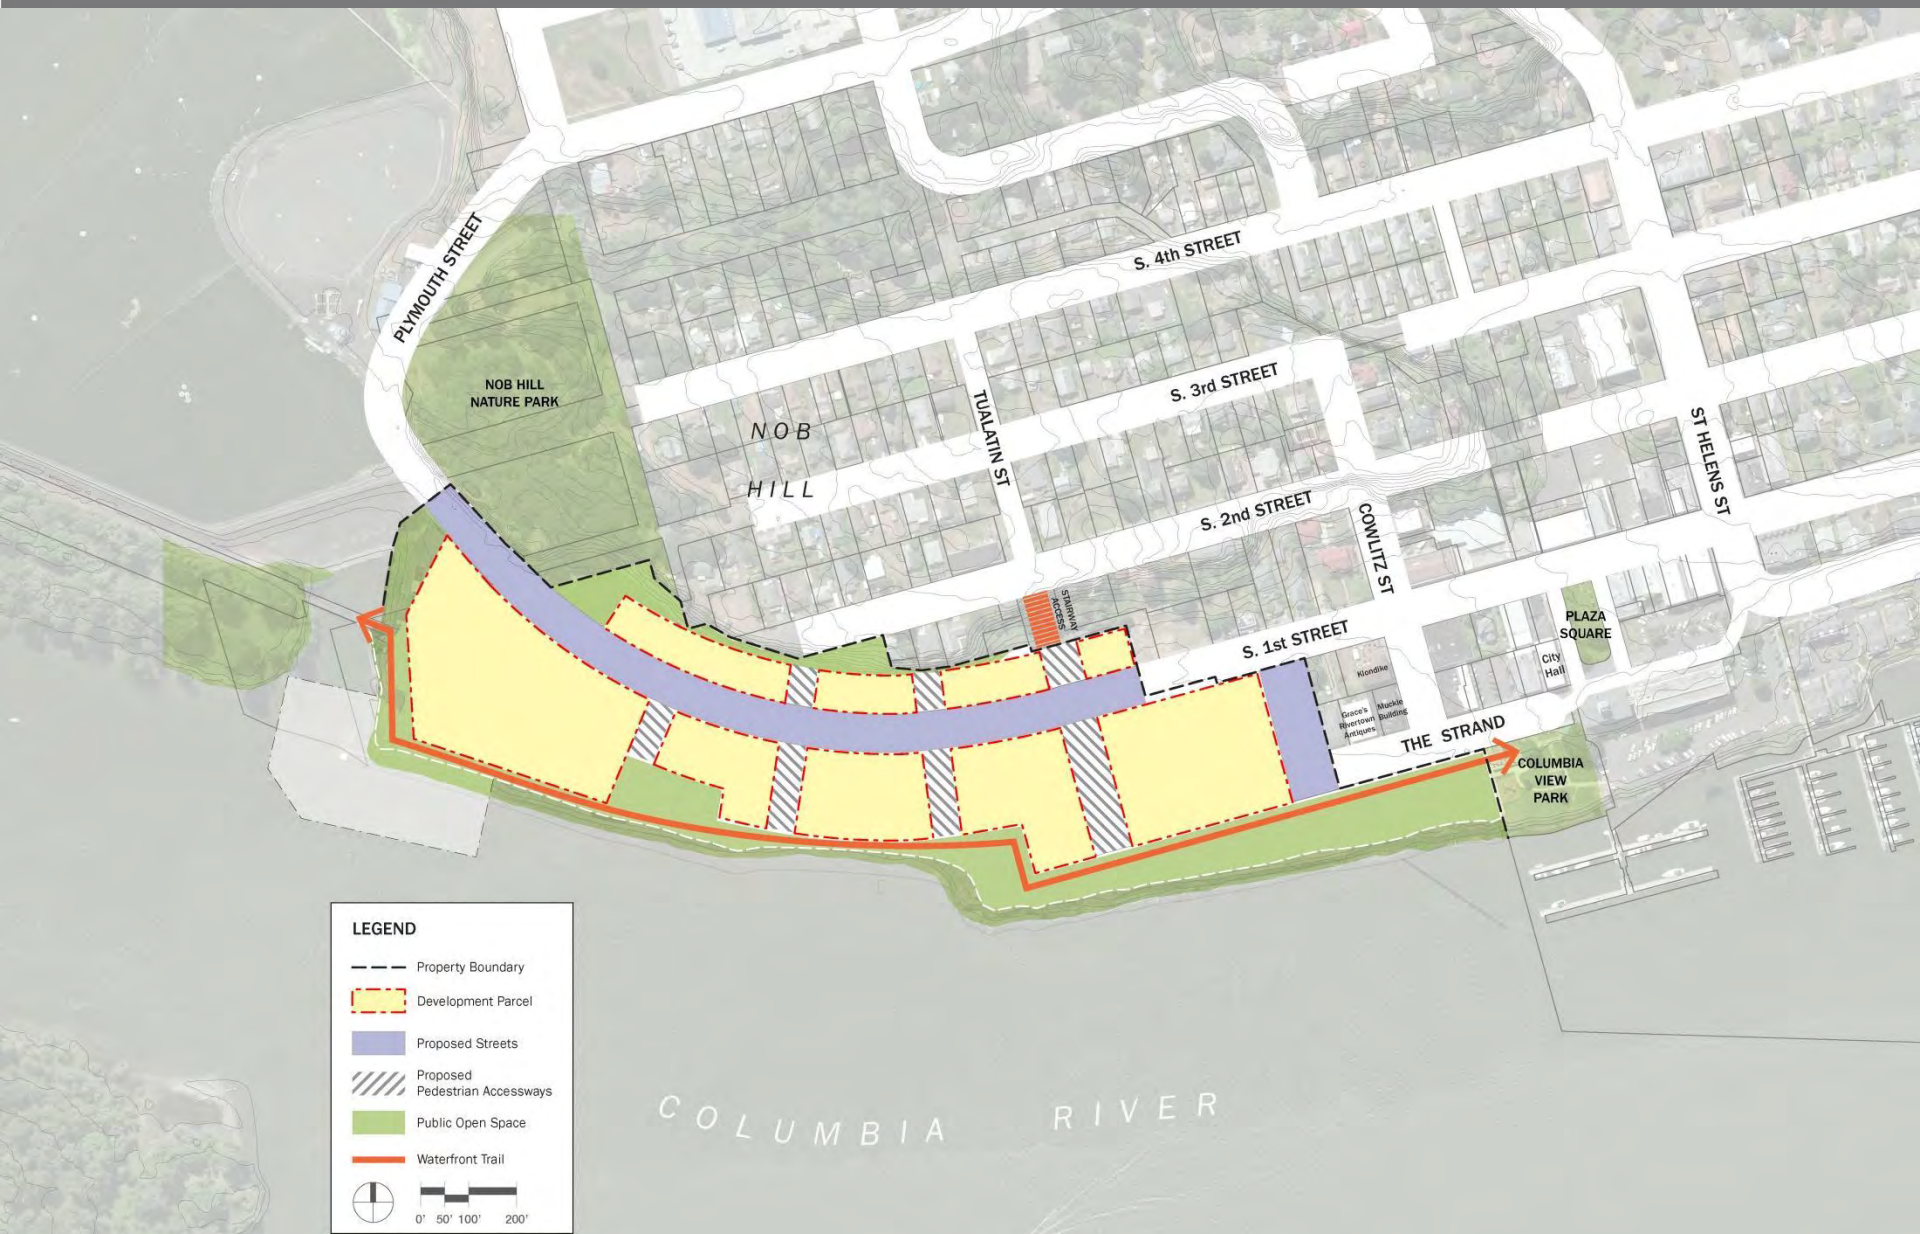 PLYMOUTH STREET
S. 4th STREET
NOB HILL
NATURE PARK
S. 3rd STREET
TUALATIN ST
NOB
HILL
ST HELENS ST
S. 2nd STREET
COWLITZ ST
STAIRWAY
ACCESS
PLAZA
SQUARE
S. 1st STREET
City
Hall
Klondike
Grace's
Rivertown
Antiques
Muckle
Building
THE STRAND
COLUMBIA
VIEW
PARK
LEGEND
Property Boundary
Development Parcel
Proposed Streets
Proposed
Pedestrian Accessways
Public Open Space
Waterfront Trail
0' 50' 100' 200'
COLUMBIA RIVER